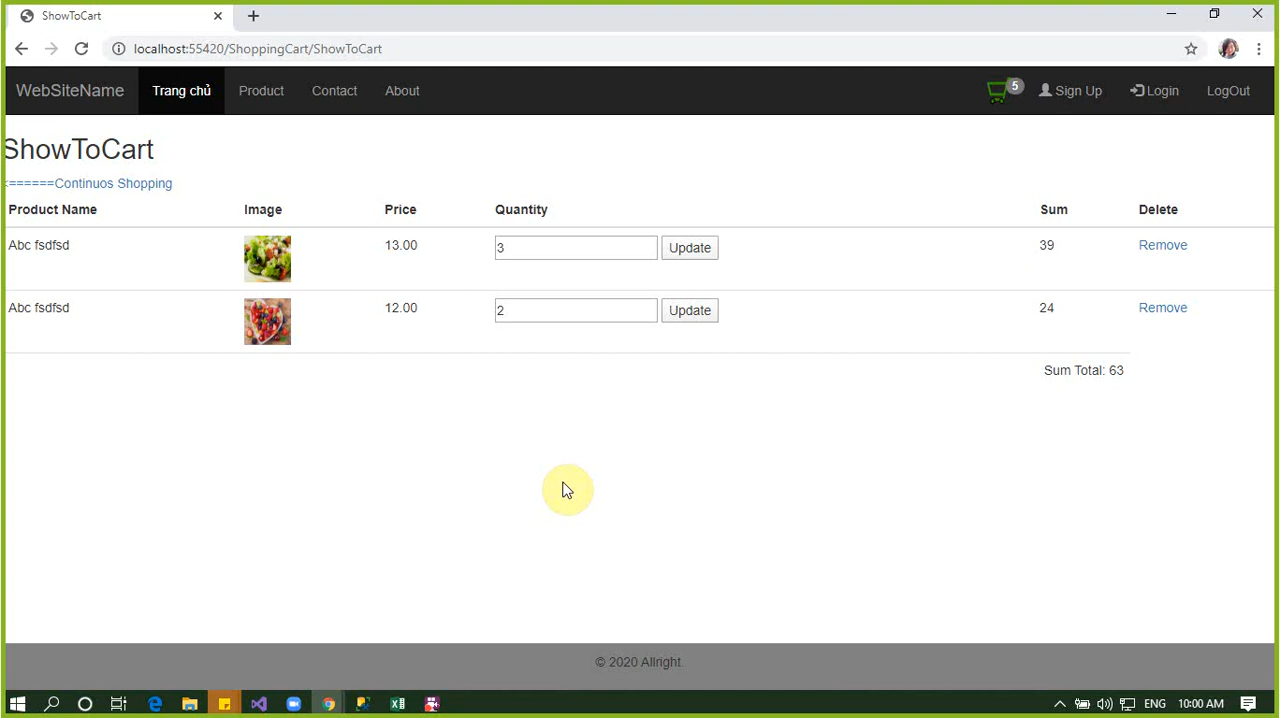 ShowToCart
localhost:55420/ShoppingCart/ShowToCart
WebSiteName Trang chủ Product Contact About 5 Sign Up Login LogOut
ShowToCart
<======Continuos Shopping
Product Name Image Price Quantity Sum Delete
Abc fsdfsd 13.00 3 Update 39 Remove
Abc fsdfsd 12.00 2 Update 24 Remove
Sum Total: 63
© 2020 Allright
ENG 10:00 AM